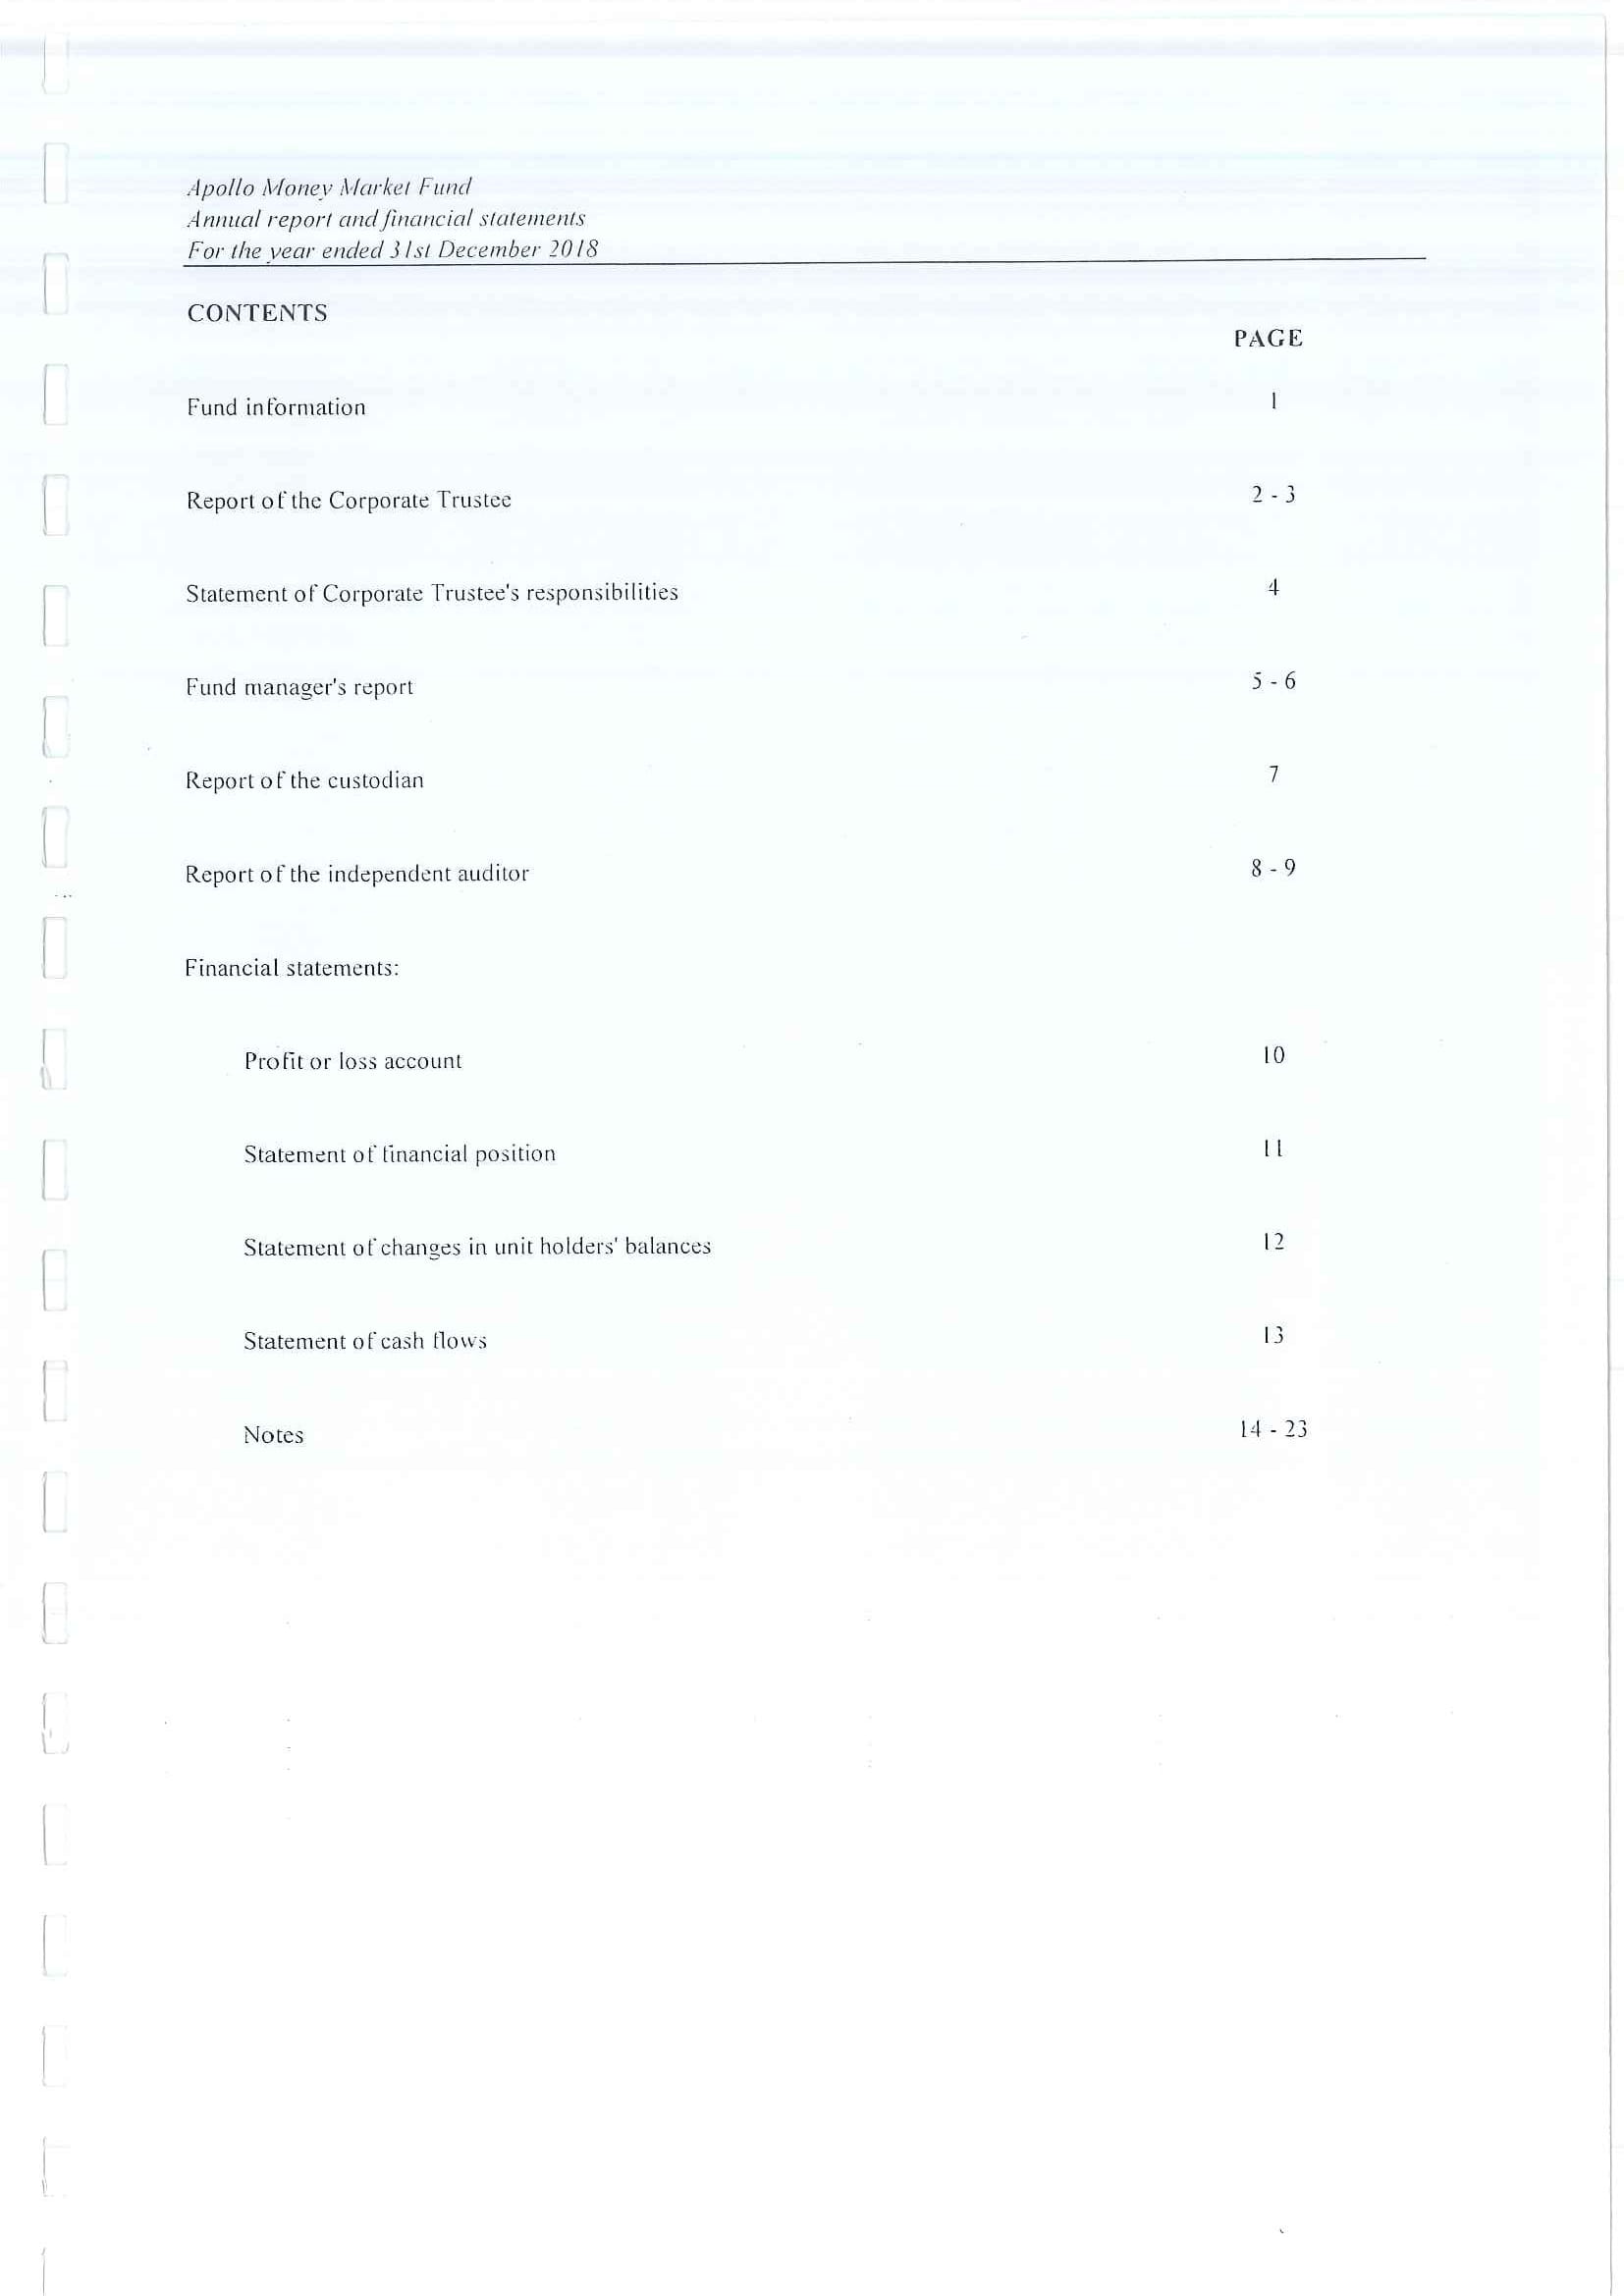 Apollo Money Market Fund
Annual report and financial statements
For the year ended 31st December 2018
CONTENTS
PAGE
Fund information 1
Report of the Corporate Trustee 2 - 3
Statement of Corporate Trustee's responsibilities 4
Fund manager's report 5 - 6
Report of the custodian 7
Report of the independent auditor 8 - 9
Financial statements:
Profit or loss account 10
Statement of financial position 11
Statement of changes in unit holders' balances 12
Statement of cash flows 13
Notes 14 - 23